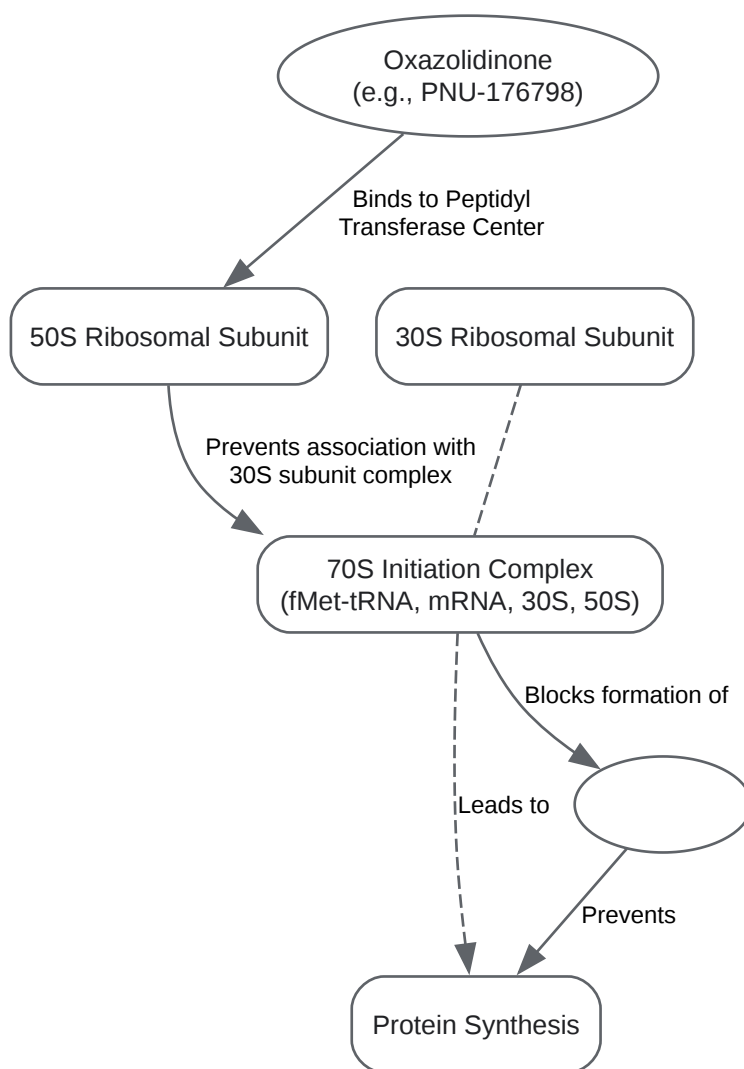 Oxazolidinone
(e.g., PNU-176798)
Binds to Peptidyl
Transferase Center
50S Ribosomal Subunit
30S Ribosomal Subunit
Prevents association with
30S subunit complex
70S Initiation Complex
(fMet-tRNA, mRNA, 30S, 50S)
Blocks formation of
Leads to
Prevents
Protein Synthesis